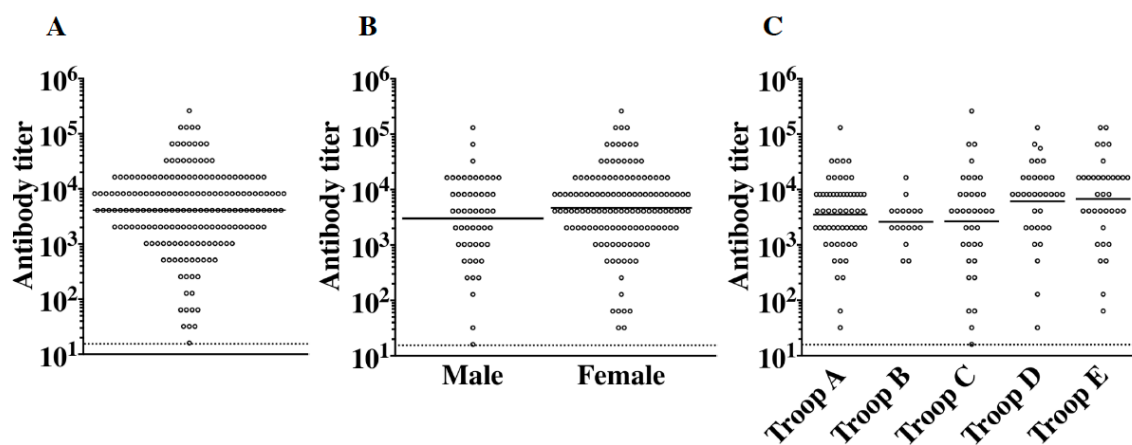 A
Antibody titer
10⁶
10⁵
10⁴
10³
10²
10¹
B
Antibody titer
10⁶
10⁵
10⁴
10³
10²
10¹
Male
Female
C
Antibody titer
10⁶
10⁵
10⁴
10³
10²
10¹
Troop A
Troop B
Troop C
Troop D
Troop E